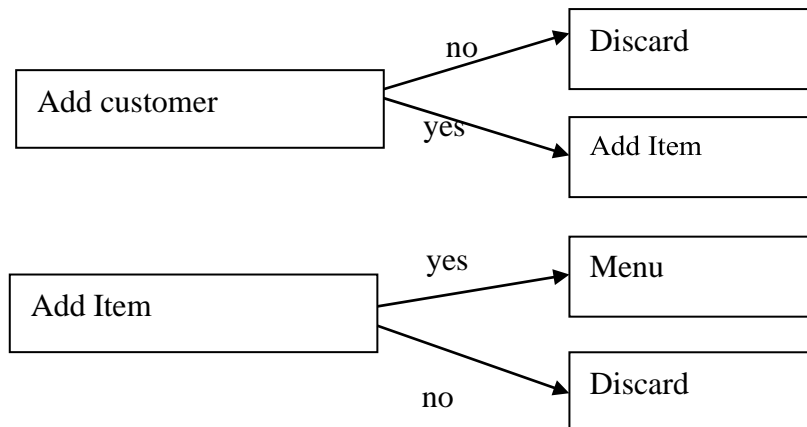 no
Discard
Add customer
yes
Add Item
yes
Menu
Add Item
no
Discard